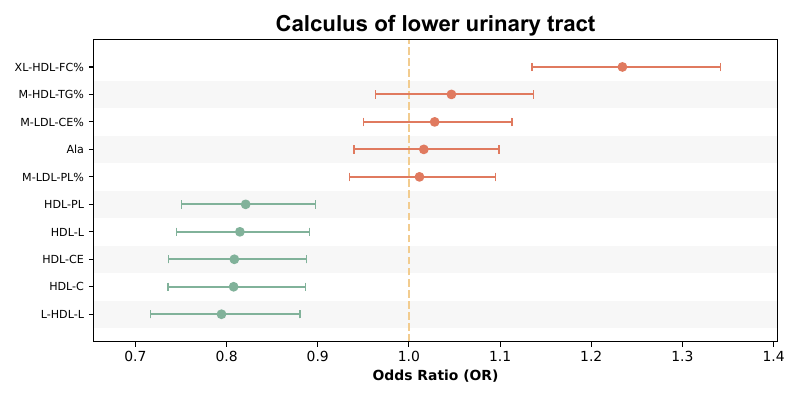 Calculus of lower urinary tract
XL-HDL-FC%
M-HDL-TG%
M-LDL-CE%
Ala
M-LDL-PL%
HDL-PL
HDL-L
HDL-CE
HDL-C
L-HDL-L
0.7 0.8 0.9 1.0 1.1 1.2 1.3 1.4
Odds Ratio (OR)